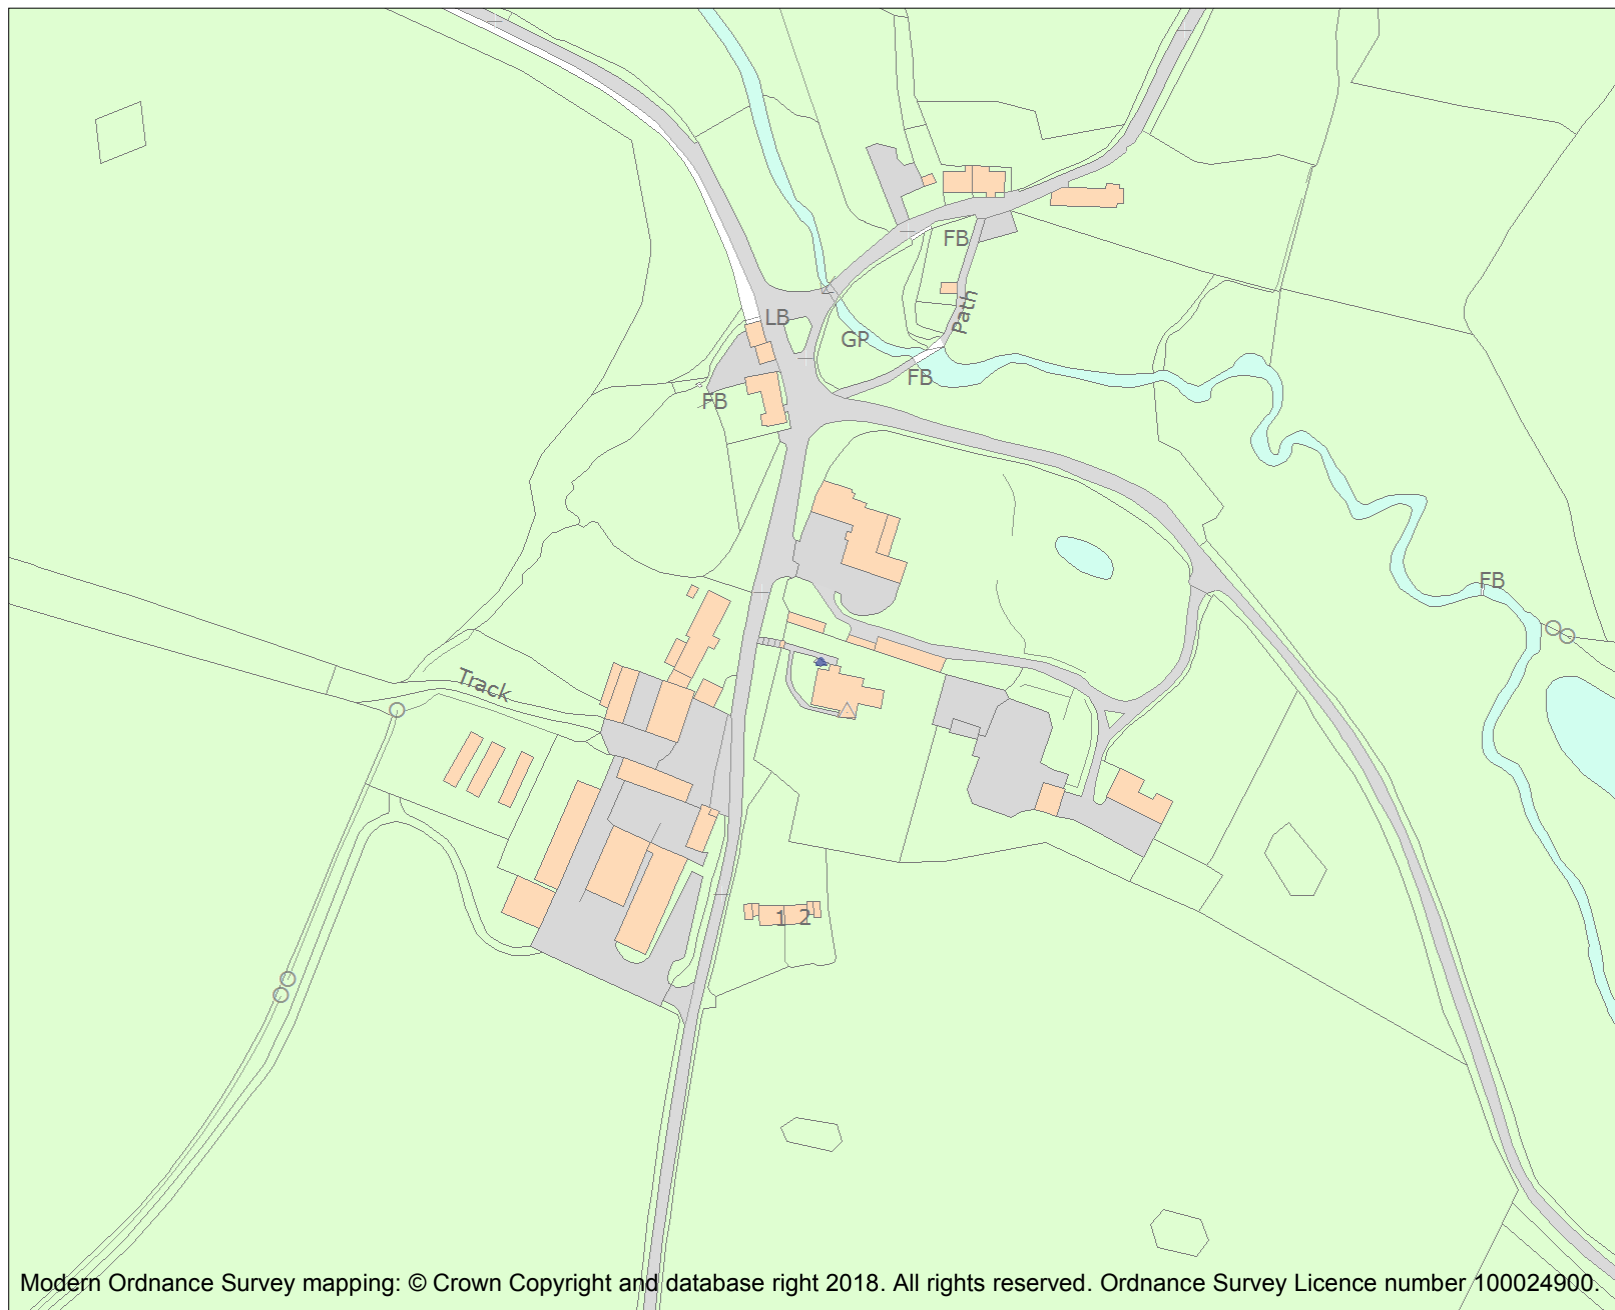 FB
Path
LB
GP
FB
FB
FB
Track
1 2
Modern Ordnance Survey mapping: © Crown Copyright and database right 2018. All rights reserved. Ordnance Survey Licence number 100024900.